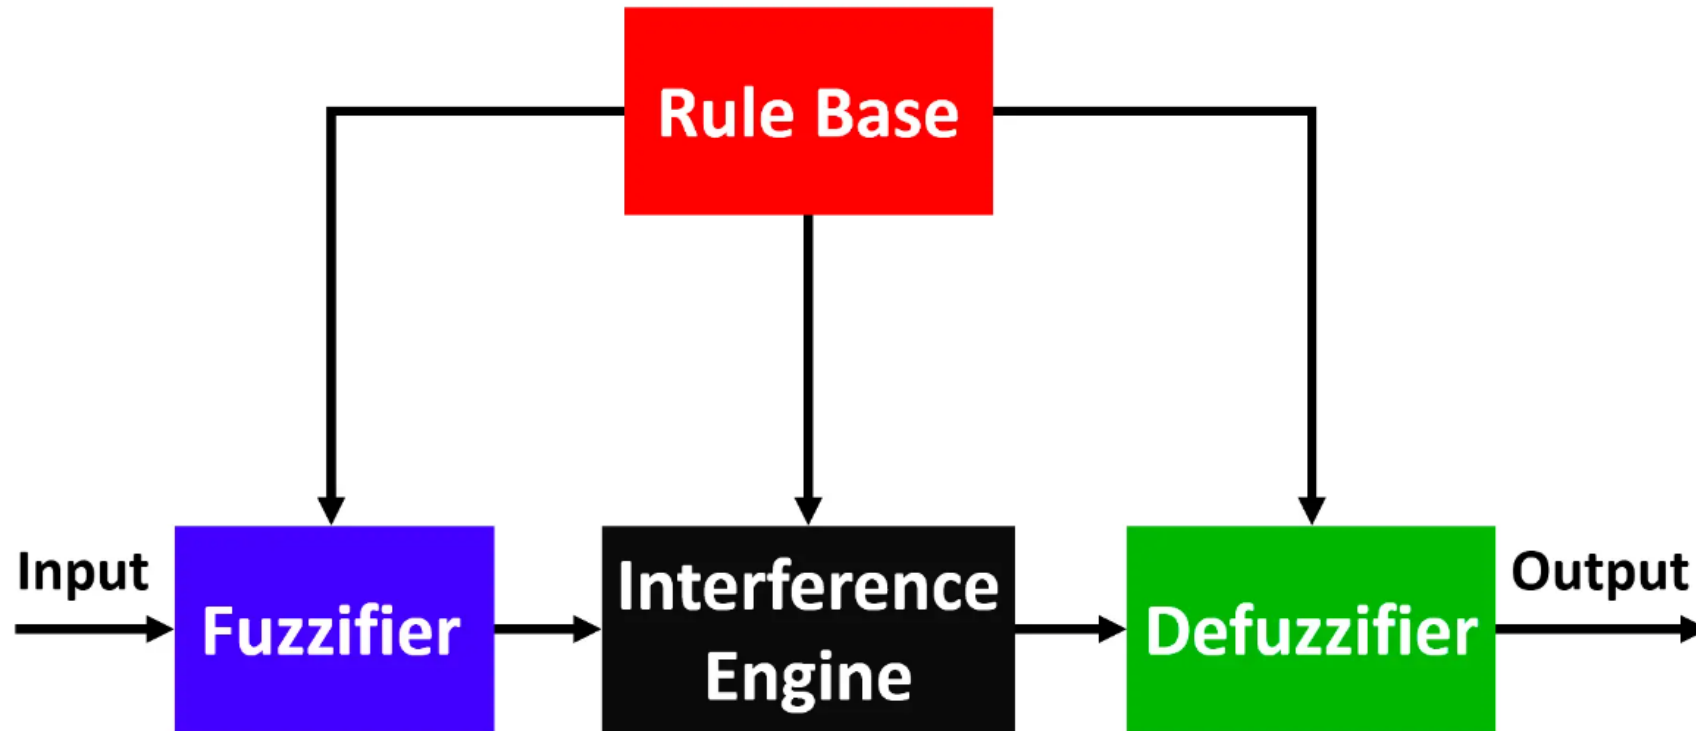 Rule Base
Input
Fuzzifier
Interference
Engine
Defuzzifier
Output